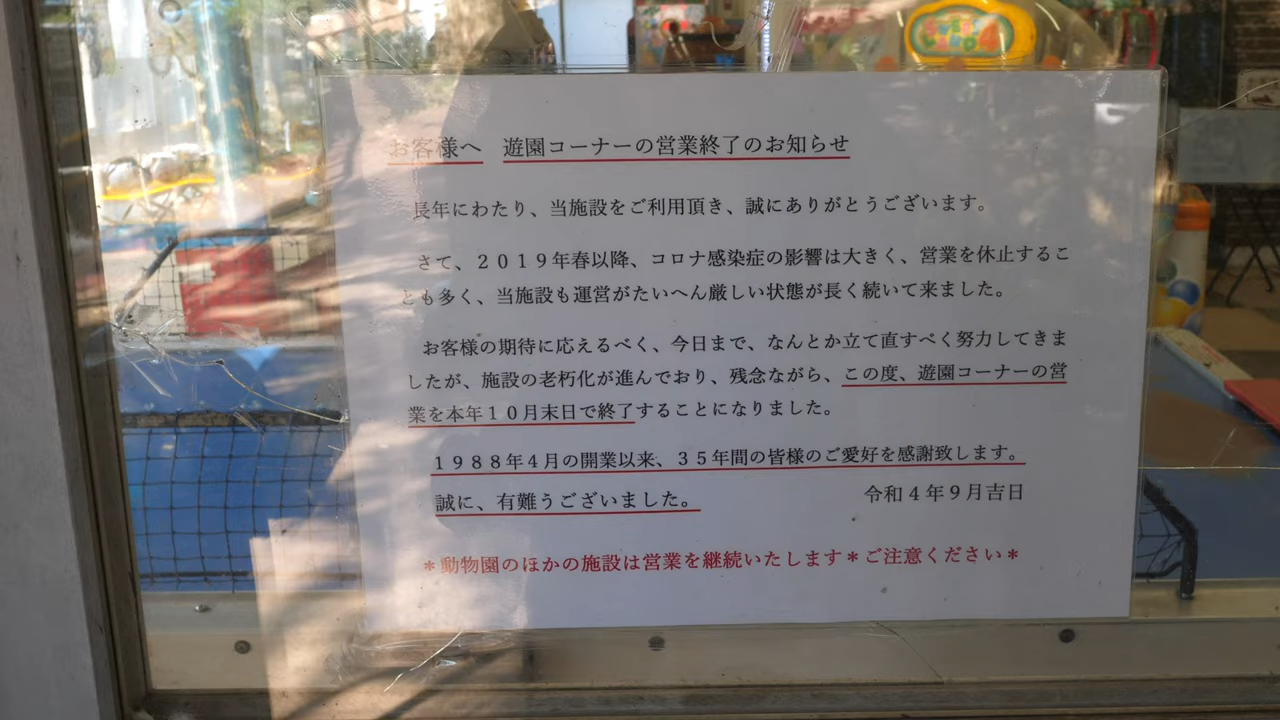 お客様へ　遊園コーナーの営業終了のお知らせ
長年にわたり、当施設をご利用頂き、誠にありがとうございます。
さて、２０１９年春以降、コロナ感染症の影響は大きく、営業を休止するこ
とも多く、当施設も運営がたいへん厳しい状態が長く続いて来ました。
お客様の期待に応えるべく、今日まで、なんとか立て直すべく努力してきま
したが、施設の老朽化が進んでおり、残念ながら、この度、遊園コーナーの営
業を本年１０月末日で終了することになりました。
１９８８年４月の開業以来、３５年間の皆様のご愛好を感謝致します。
誠に、有難うございました。　令和４年９月吉日
＊動物園のほかの施設は営業を継続いたします＊ご注意ください＊